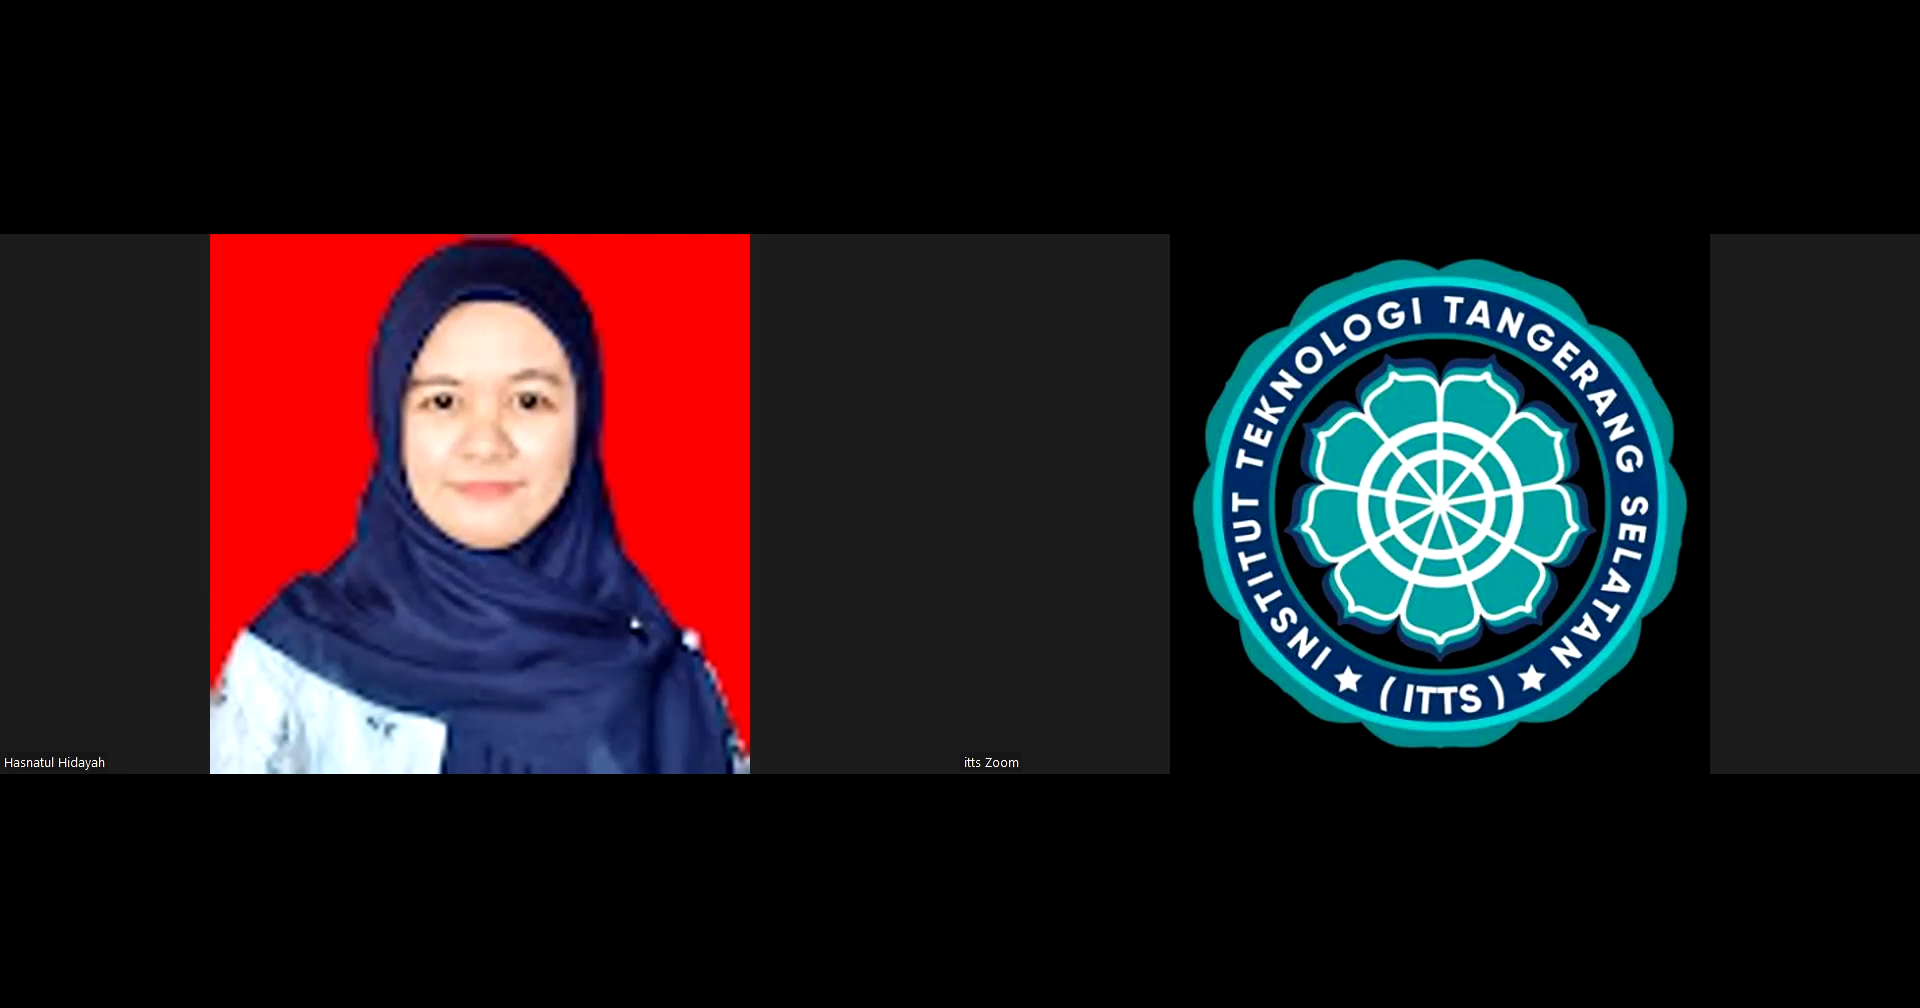 INSTITUT TEKNOLOGI TANGERANG SELATAN
( ITTS )
Hasnatul Hidayah
itts Zoom